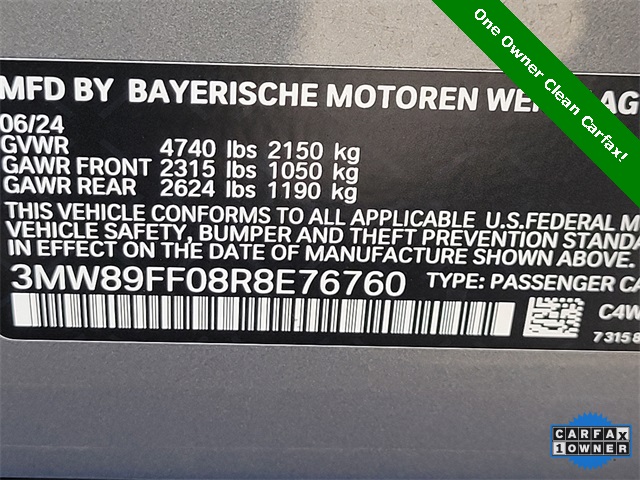 One Owner Clean Carfax!
MFD BY BAYERISCHE MOTOREN AG
06/24
GVWR 4740 lbs 2150 kg
GAWR FRONT 2315 lbs 1050 kg
GAWR REAR 2624 lbs 1190 kg
THIS VEHICLE CONFORMS TO ALL APPLICABLE U.S.FEDERAL M
VEHICLE SAFETY, BUMPER AND THEFT PREVENTION STANDA
IN EFFECT ON THE DATE OF MANUFACTURE SHOWN ABOVE.
3MW89FF08R8E76760 TYPE: PASSENGER CA
C4W
7315 8
CARFAX
1 OWNER